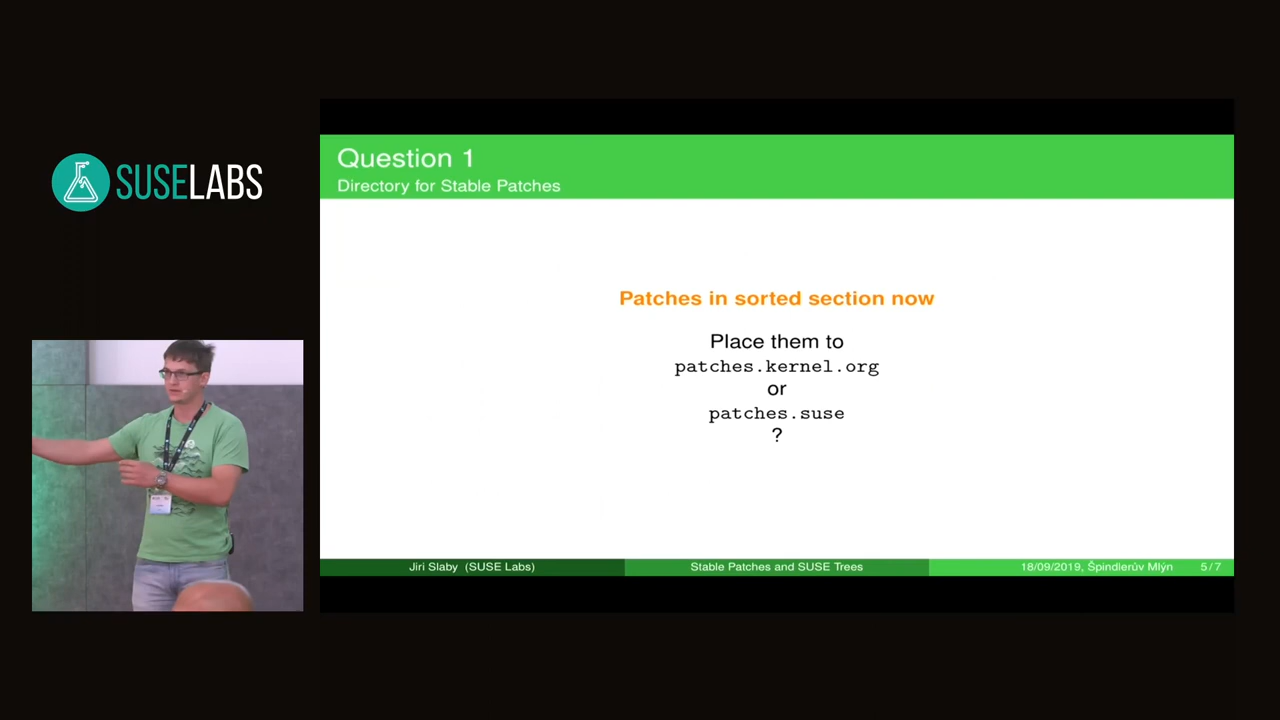 SUSELABS
Question 1
Directory for Stable Patches
Patches in sorted section now
Place them to
patches.kernel.org
or
patches.suse
?
Jiri Slaby (SUSE Labs)
Stable Patches and SUSE Trees
18/09/2019, Špindlerův Mlýn
5/7